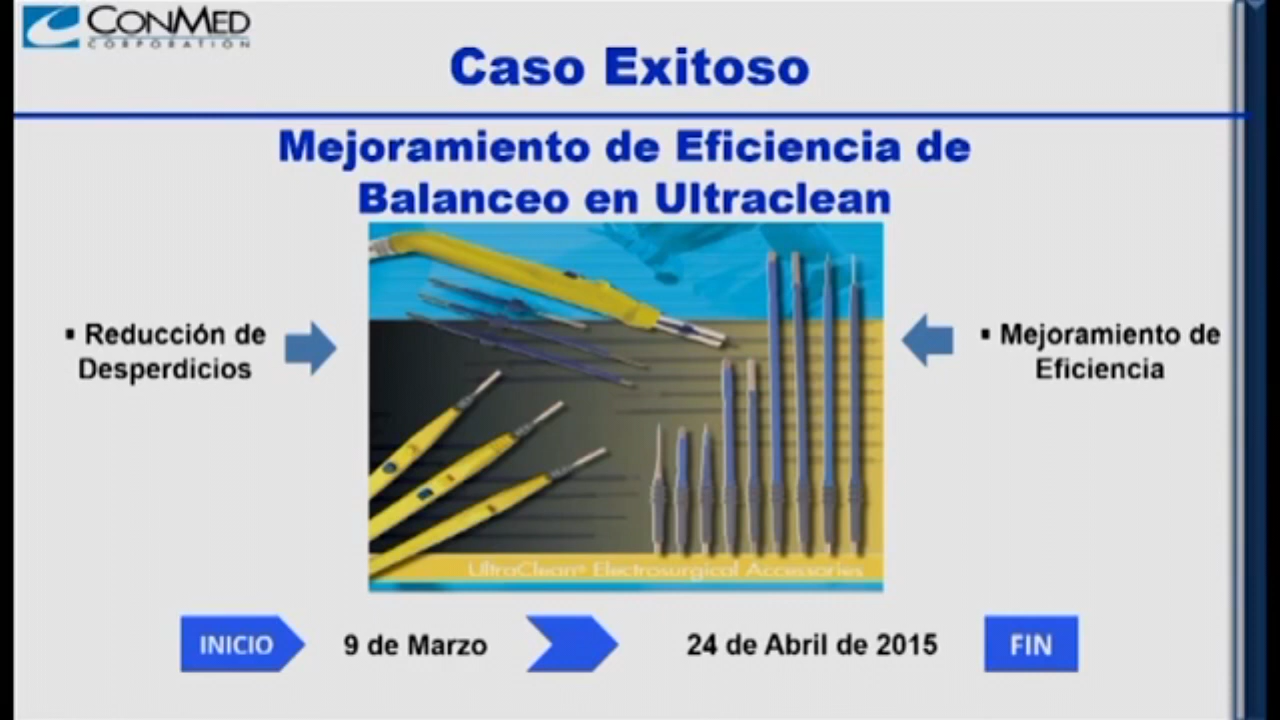 CONMED
CORPORATION
Caso Exitoso
Mejoramiento de Eficiencia de
Balanceo en Ultraclean
▪ Reducción de
Desperdicios
▪ Mejoramiento de
Eficiencia
UltraClean® Electrosurgical Accessories
INICIO
9 de Marzo
24 de Abril de 2015
FIN